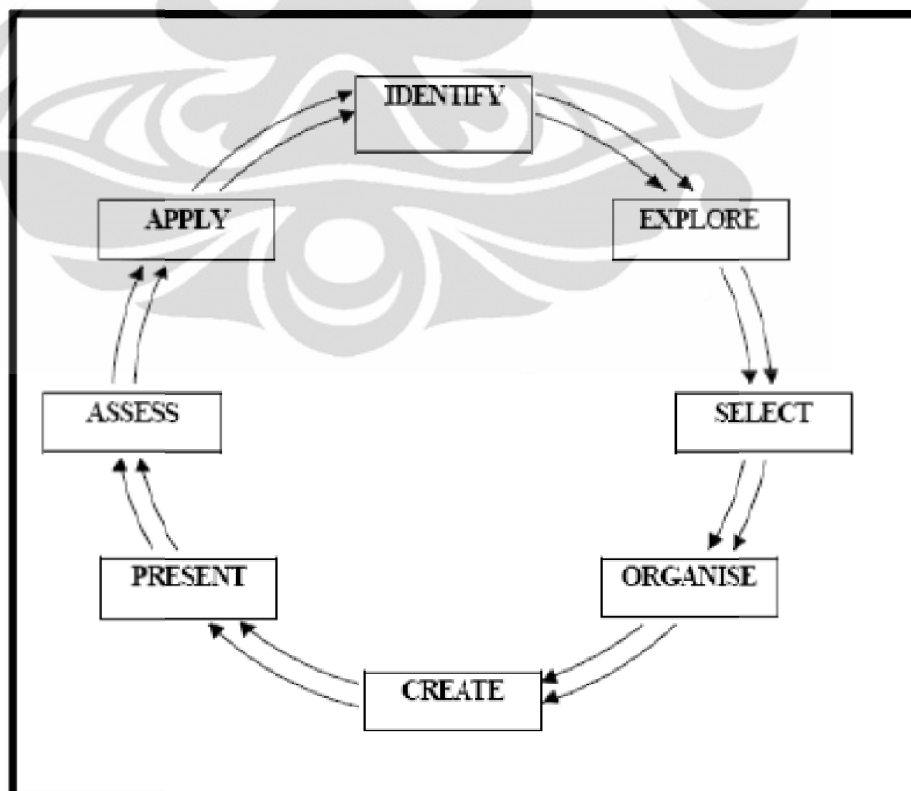 IDENTIFY
EXPLORE
SELECT
ORGANISE
CREATE
PRESENT
ASSESS
APPLY